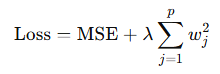 Loss = MSE + λ ∑_{j=1}^{p} w_j^2